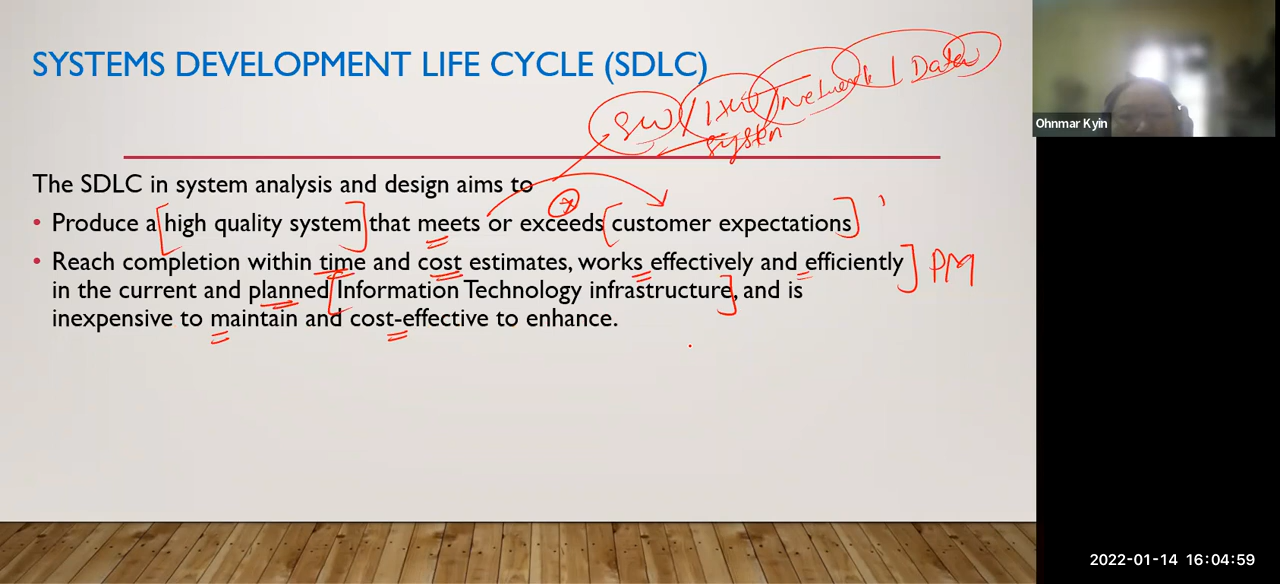 SYSTEMS DEVELOPMENT LIFE CYCLE (SDLC)
SW / HW / Network / Data
System
The SDLC in system analysis and design aims to
• Produce a high quality system that meets or exceeds customer expectations
• Reach completion within time and cost estimates, works effectively and efficiently
PM
in the current and planned Information Technology infrastructure, and is
inexpensive to maintain and cost-effective to enhance.
Ohnmar Kyin
2022-01-14 16:04:59